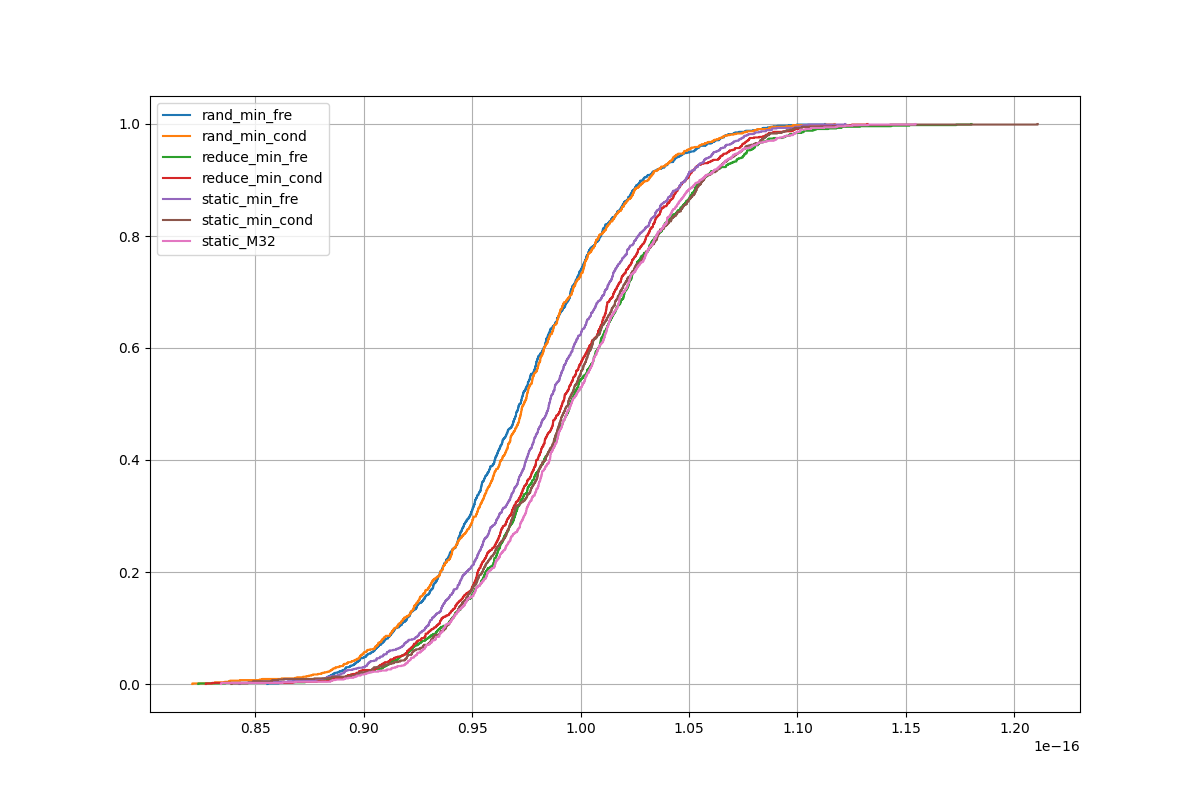 rand_min_fre
rand_min_cond
reduce_min_fre
reduce_min_cond
static_min_fre
static_min_cond
static_M32
1.0
0.8
0.6
0.4
0.2
0.0
0.85 0.90 0.95 1.00 1.05 1.10 1.15 1.20
1e−16